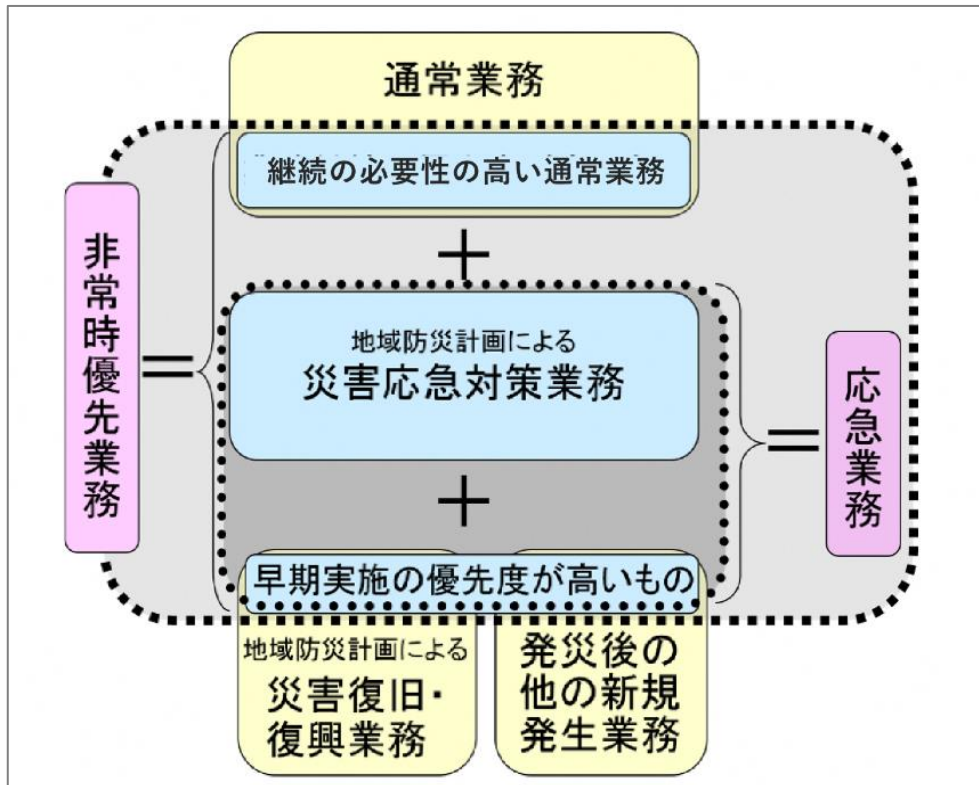 通常業務
継続の必要性の高い通常業務
+
非常時優先業務
=
地域防災計画による
災害応急対策業務
=
応急業務
+
早期実施の優先度が高いもの
地域防災計画による
災害復旧・
復興業務
発災後の
他の新規
発生業務